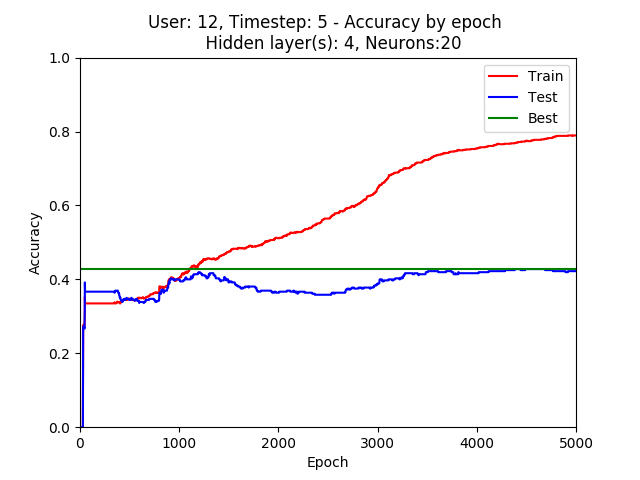 User: 12, Timestep: 5 - Accuracy by epoch
Hidden layer(s): 4, Neurons:20
1.0
0.8
0.6
0.4
0.2
0.0
Accuracy
Train
Test
Best
0
1000
2000
3000
4000
5000
Epoch